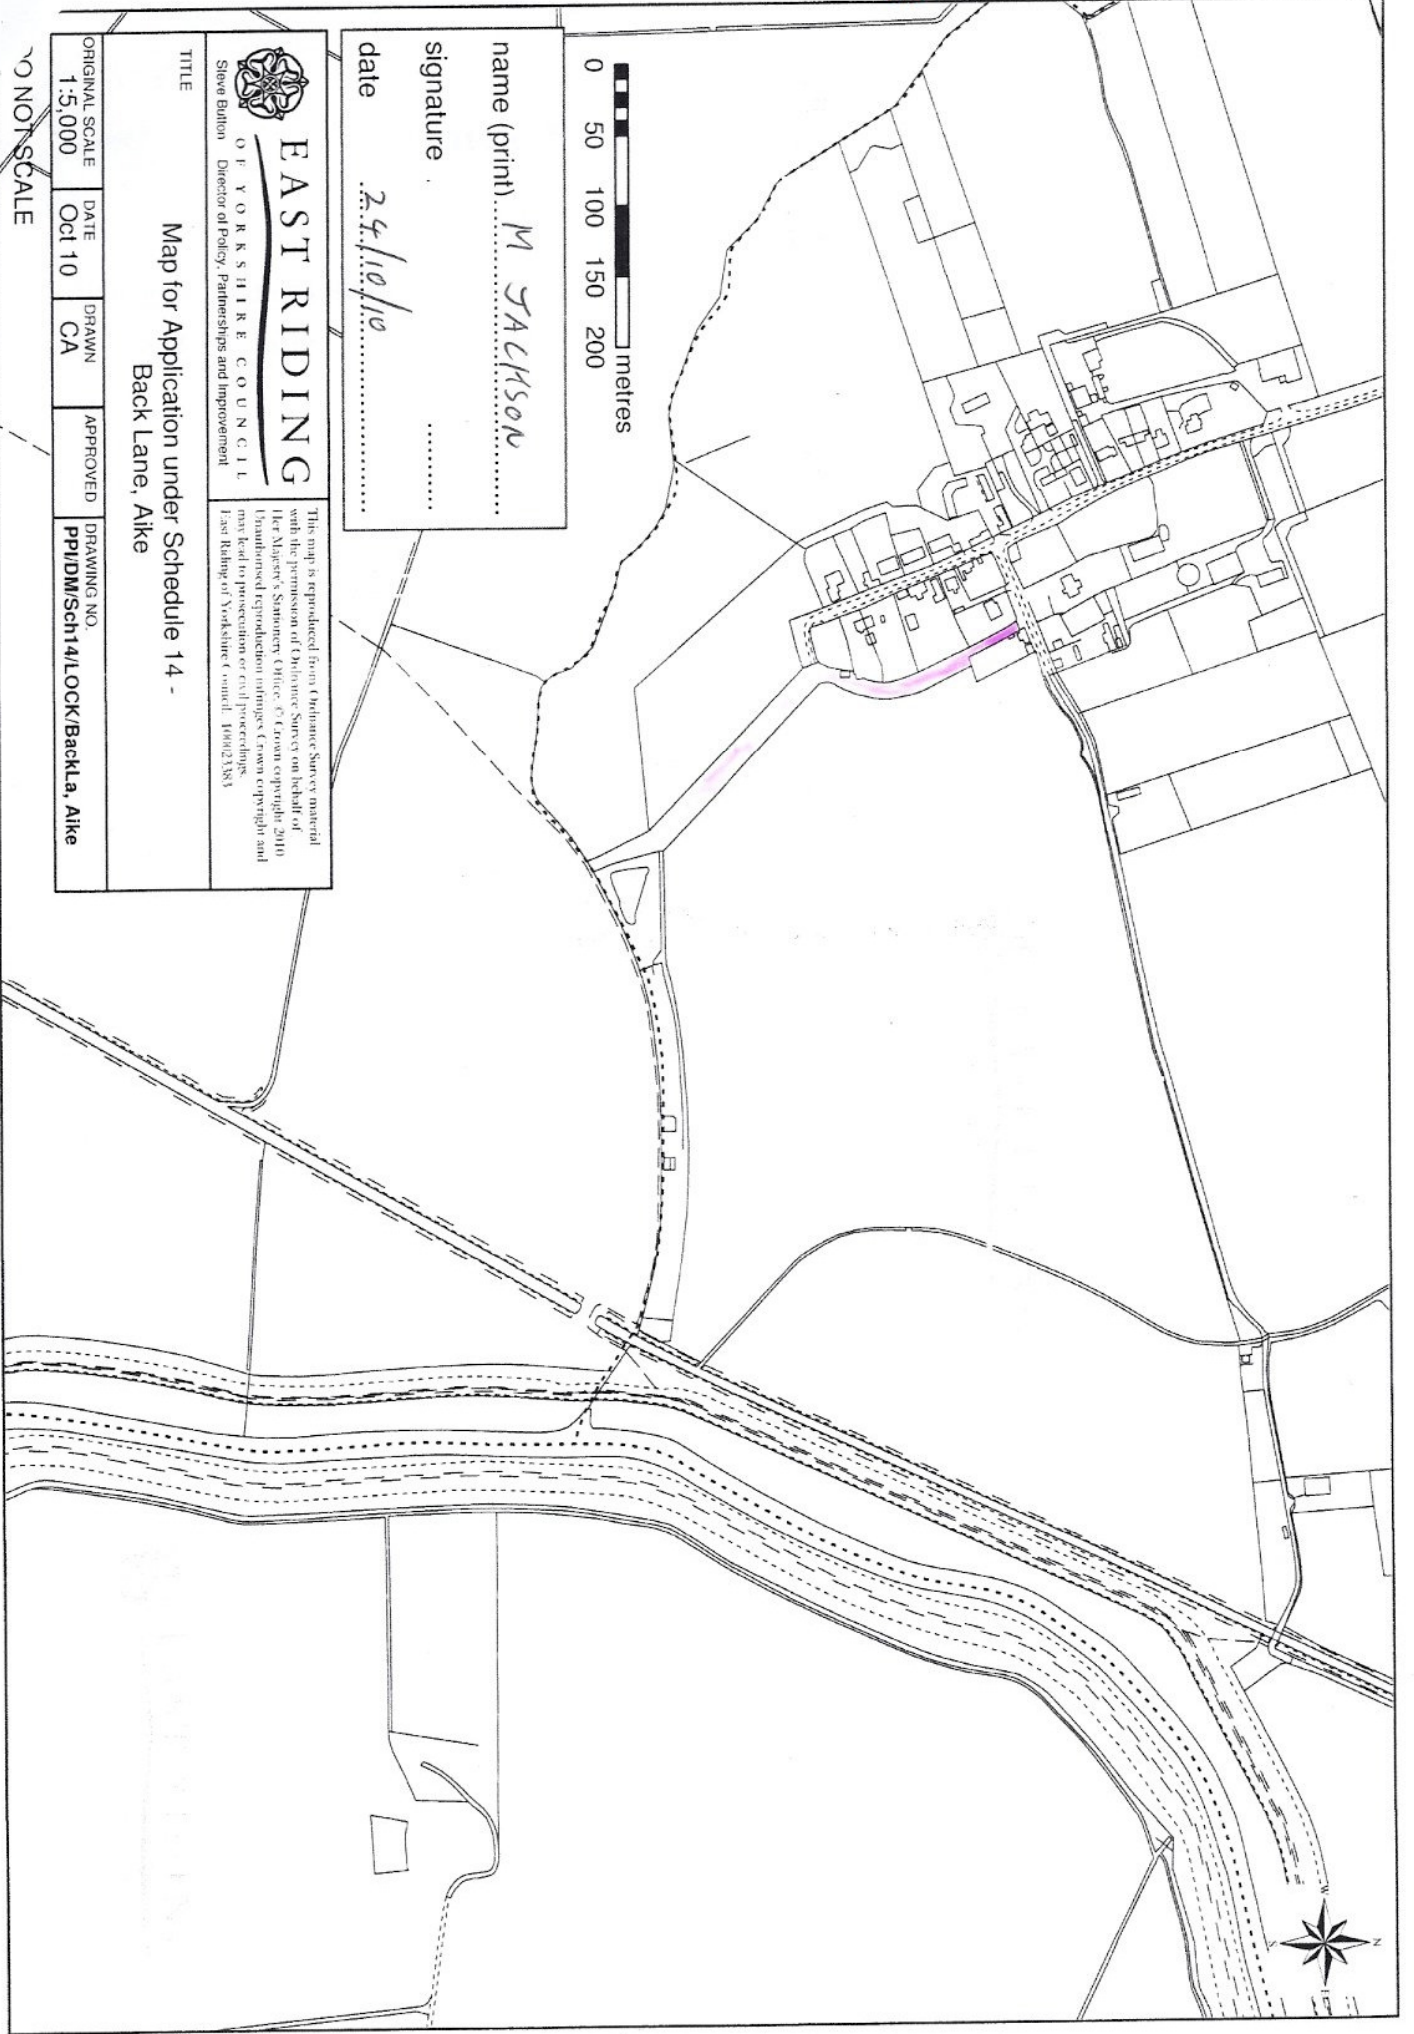 0 50 100 150 200
metres
name (print) M JACKSON
signature
date 24/10/10
EAST RIDING
OF YORKSHIRE COUNCIL
Steve Button Director of Policy, Partnerships and Improvement
This map is reproduced from Ordnance Survey material
with the permission of Ordnance Survey on behalf of
Her Majesty's Stationery Office. © Crown copyright 2010
Unauthorised reproduction infringes Crown copyright and
may lead to prosecution or civil proceedings.
East Riding of Yorkshire Council. 100023383
TITLE
Map for Application under Schedule 14 -
Back Lane, Aike
ORIGINAL SCALE
1:5,000
DATE
Oct 10
DRAWN
CA
APPROVED
DRAWING NO.
PPI/DM/Sch14/LOCK/BackLa, Aike
DO NOT SCALE
N
W
E
S